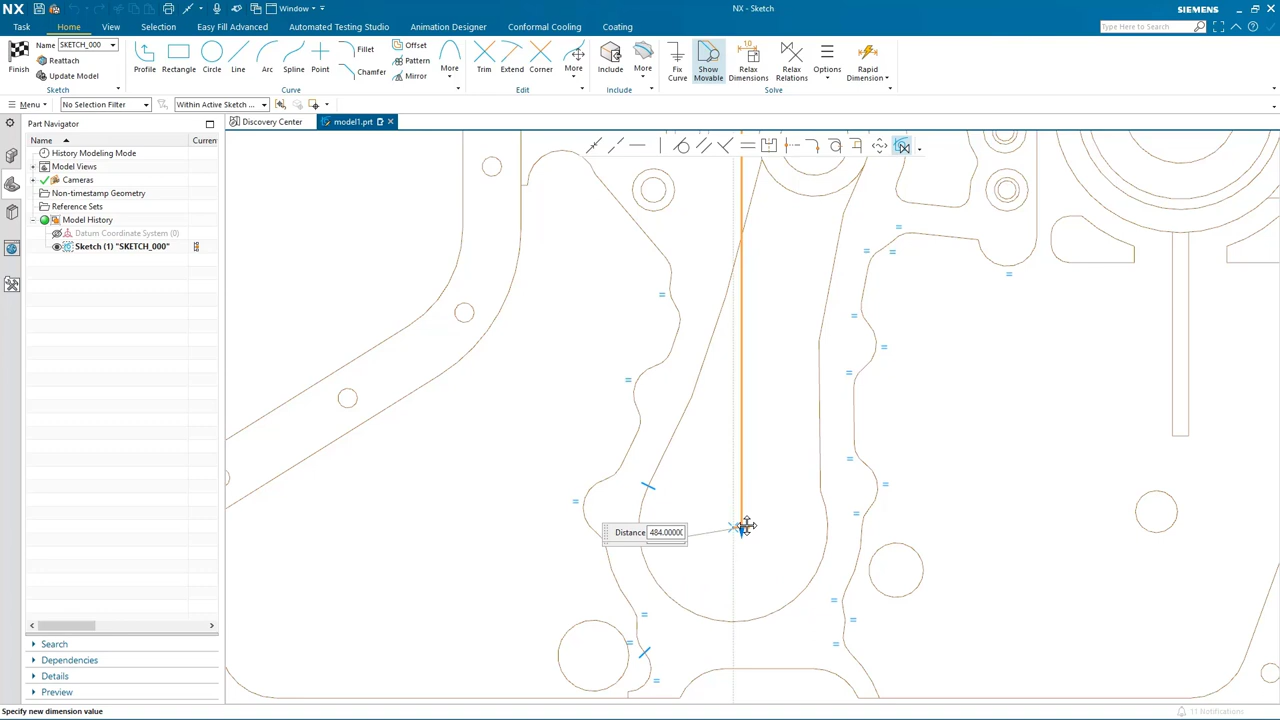 NX
Window
NX - Sketch
SIEMENS
Task
Home
View
Selection
Easy Fill Advanced
Automated Testing Studio
Animation Designer
Conformal Cooling
Coating
Type Here to Search
Finish
Name SKETCH_000
Reattach
Update Model
Sketch
Profile
Rectangle
Circle
Line
Arc
Spline
Point
Fillet
Chamfer
Offset
Pattern
Mirror
More
Curve
Trim
Extend
Corner
More
Edit
Include
More
Include
Fix
Curve
Show
Movable
Relax
Dimensions
Relax
Relations
Options
Rapid
Dimension
Solve
Menu
No Selection Filter
Within Active Sketch ...
Part Navigator
Discovery Center
model1.prt
Name
Curren
History Modeling Mode
Model Views
Cameras
Non-timestamp Geometry
Reference Sets
Model History
Datum Coordinate System (0)
Sketch (1) "SKETCH_000"
Distance 484.0000
Search
Dependencies
Details
Preview
Specify new dimension value
11 Notifications